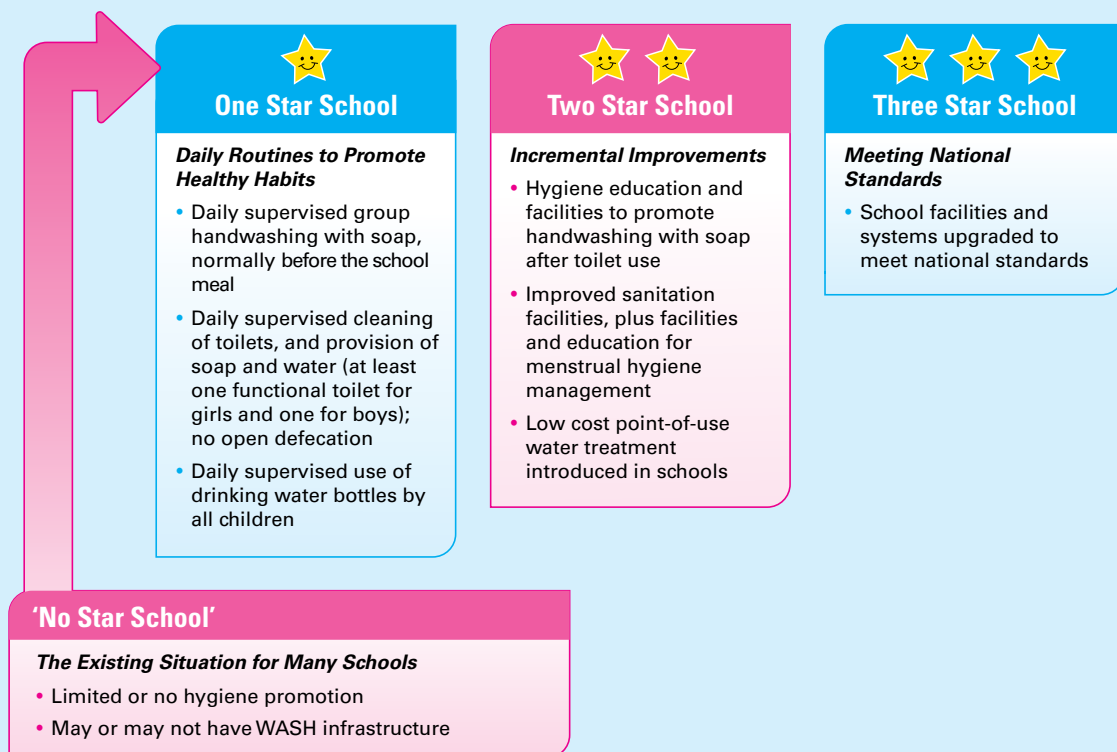 One Star School
Daily Routines to Promote
Healthy Habits
• Daily supervised group
handwashing with soap,
normally before the school
meal
• Daily supervised cleaning
of toilets, and provision of
soap and water (at least
one functional toilet for
girls and one for boys);
no open defecation
• Daily supervised use of
drinking water bottles by
all children
Two Star School
Incremental Improvements
• Hygiene education and
facilities to promote
handwashing with soap
after toilet use
• Improved sanitation
facilities, plus facilities
and education for
menstrual hygiene
management
• Low cost point-of-use
water treatment
introduced in schools
Three Star School
Meeting National
Standards
• School facilities and
systems upgraded to
meet national standards
‘No Star School’
The Existing Situation for Many Schools
• Limited or no hygiene promotion
• May or may not have WASH infrastructure